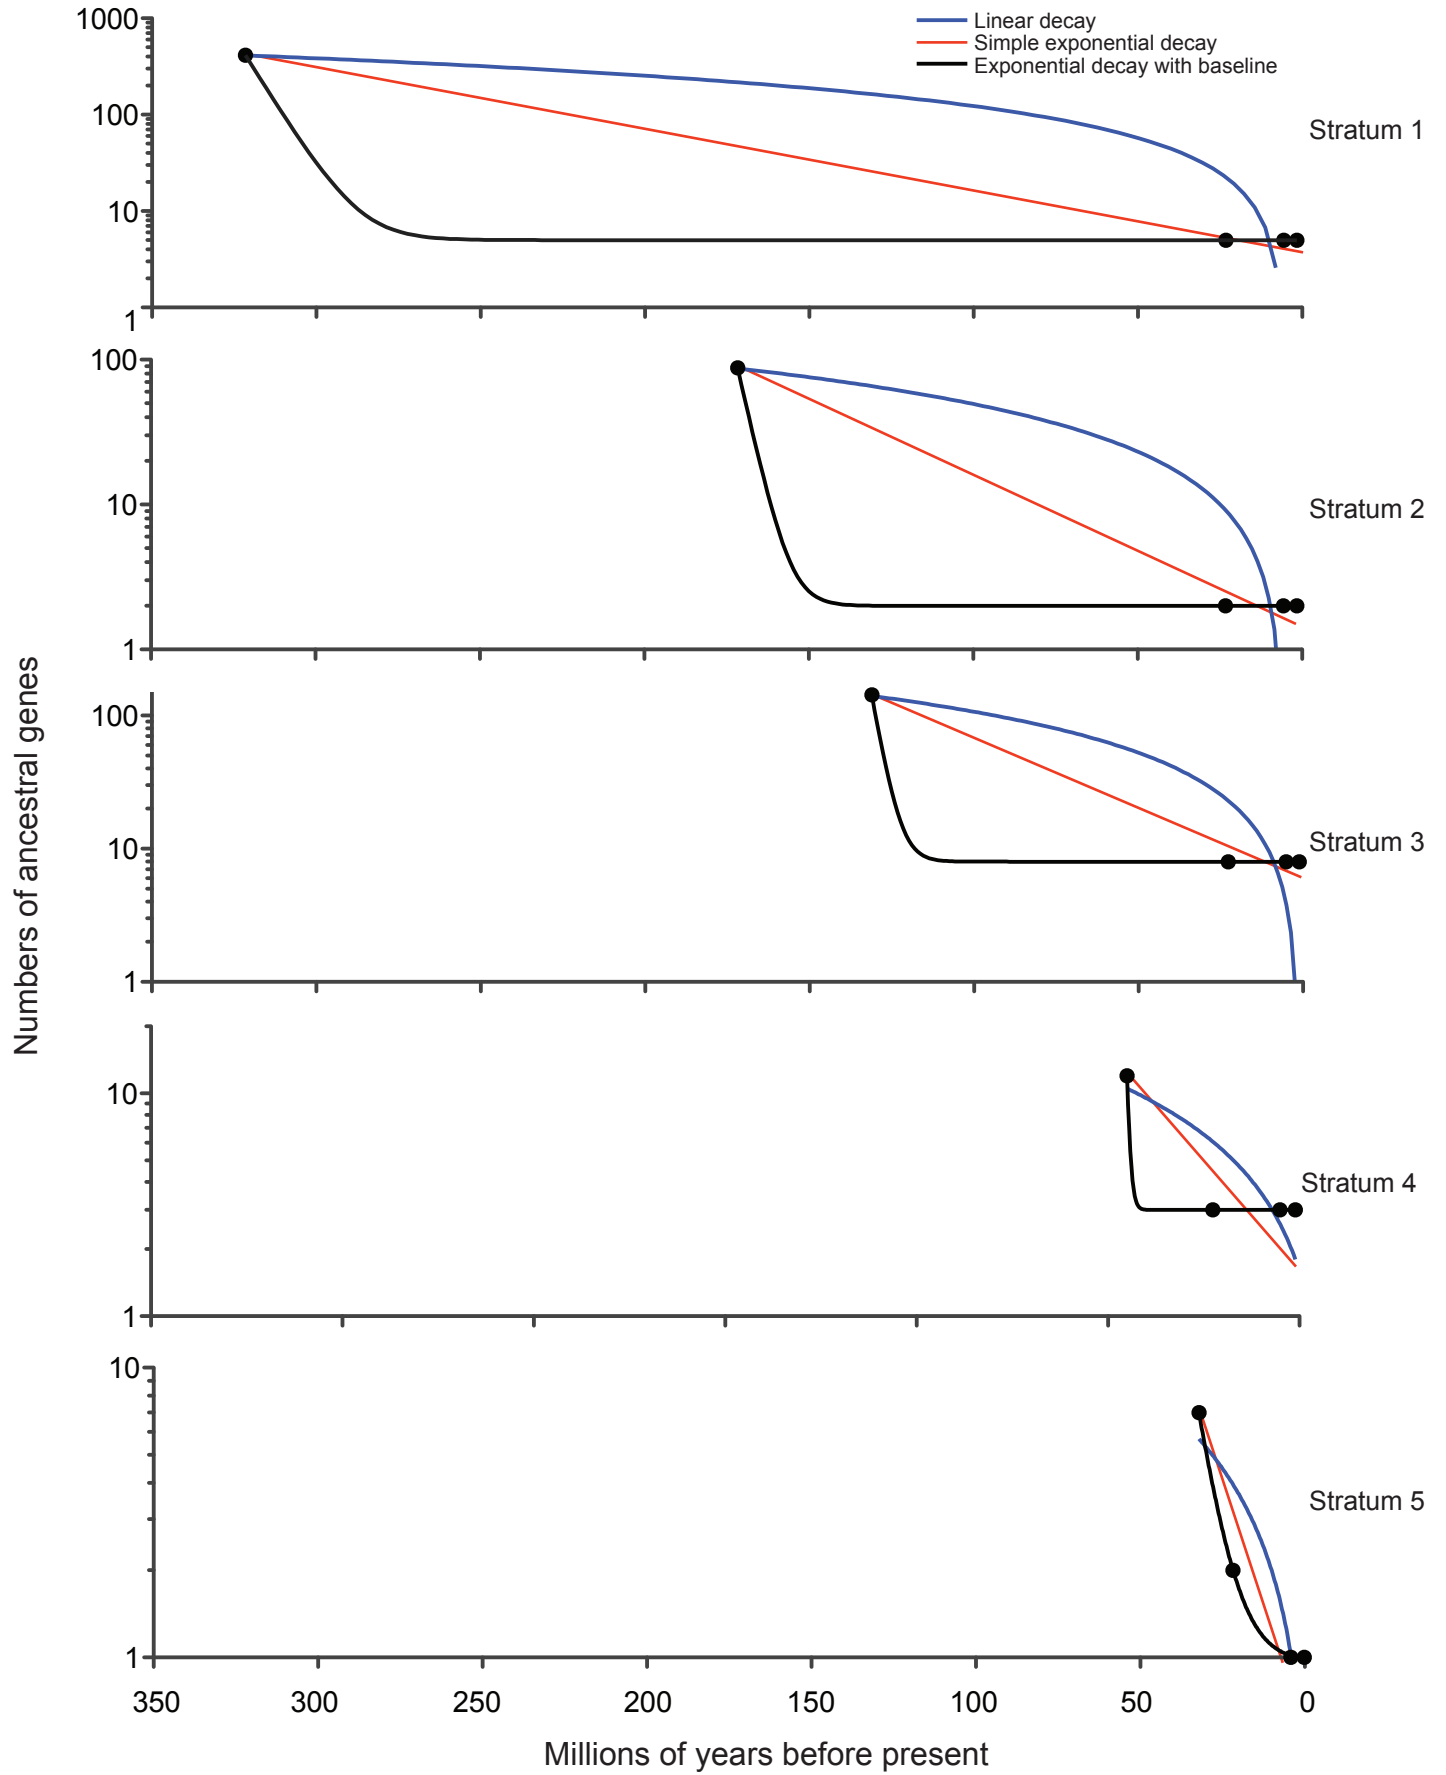 1000
100
10
1
Linear decay
Simple exponential decay
Exponential decay with baseline
Stratum 1
100
10
1
Stratum 2
100
10
1
Stratum 3
10
1
Stratum 4
10
1
Stratum 5
350 300 250 200 150 100 50 0
Millions of years before present
Numbers of ancestral genes